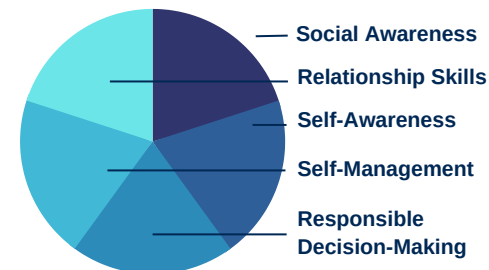 Social Awareness
Relationship Skills
Self-Awareness
Self-Management
Responsible
Decision-Making